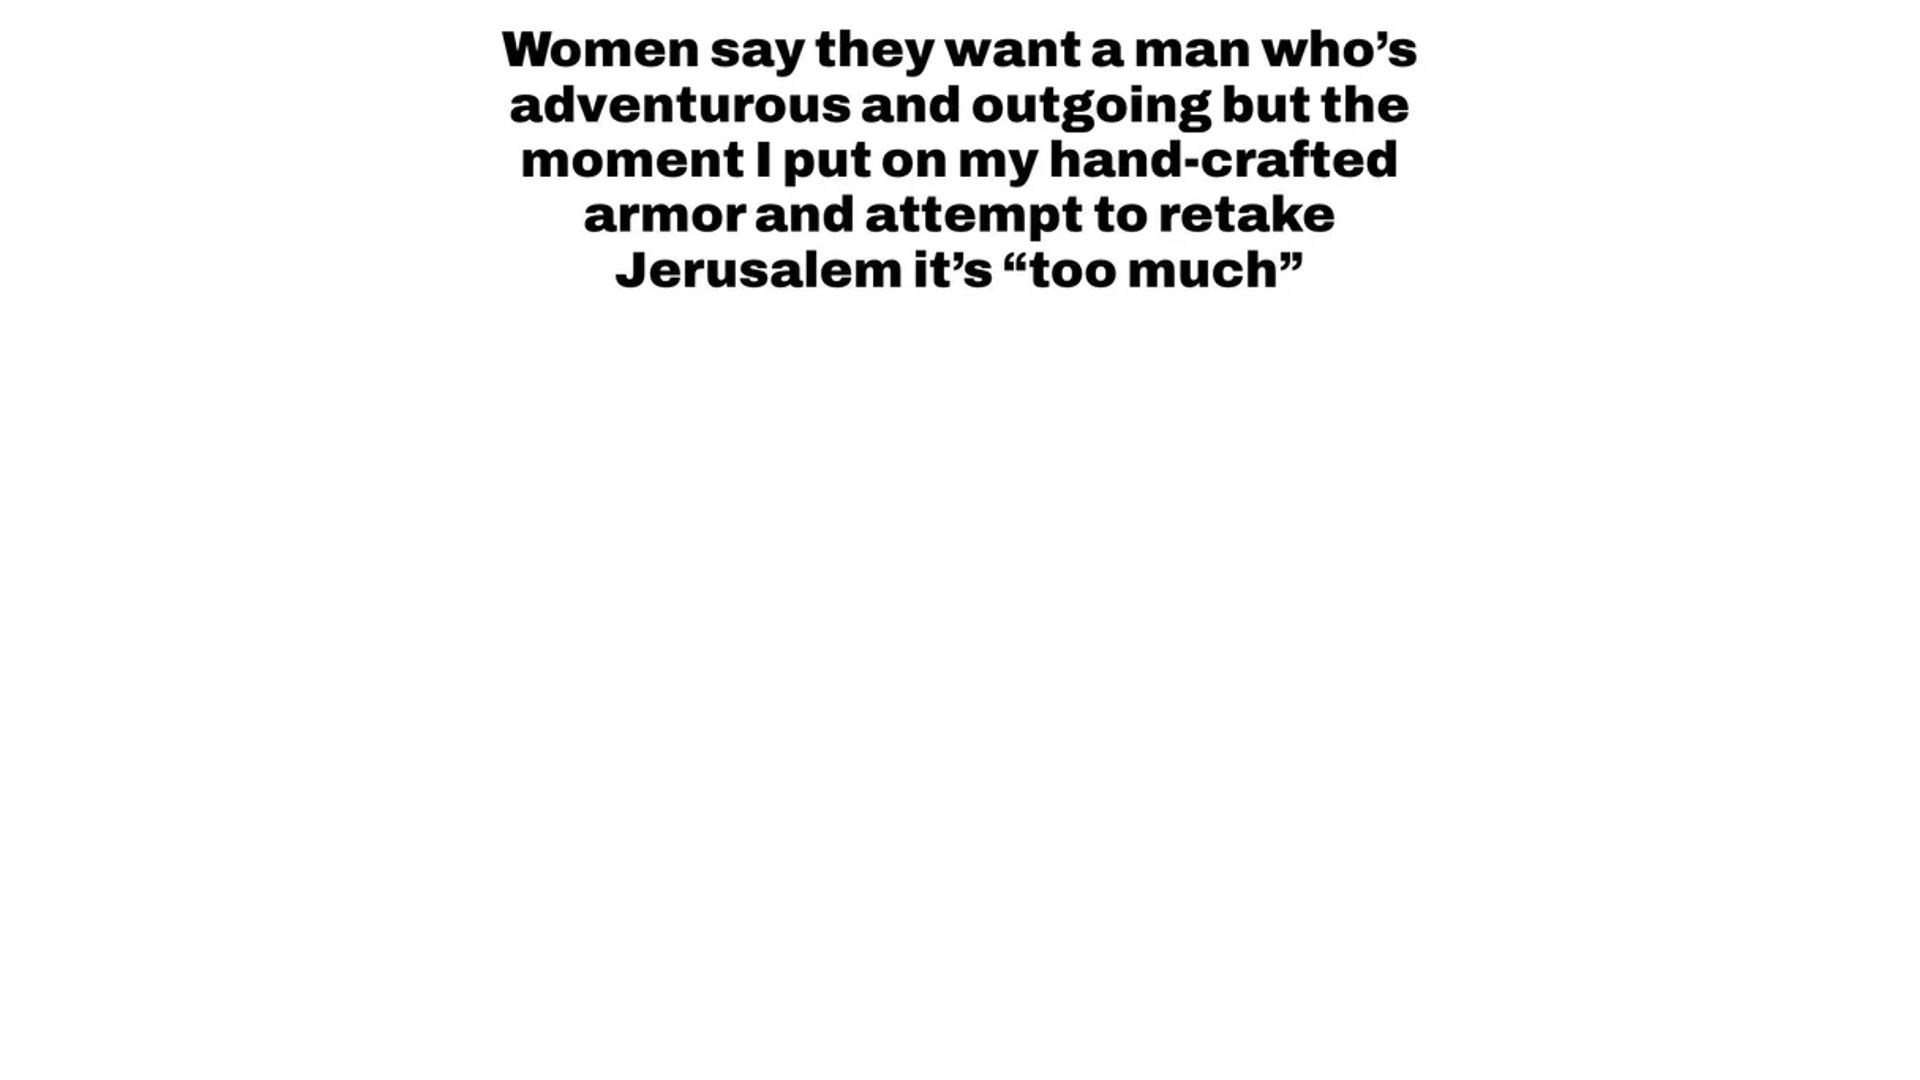 Women say they want a man who’s
adventurous and outgoing but the
moment I put on my hand-crafted
armor and attempt to retake
Jerusalem it’s “too much”